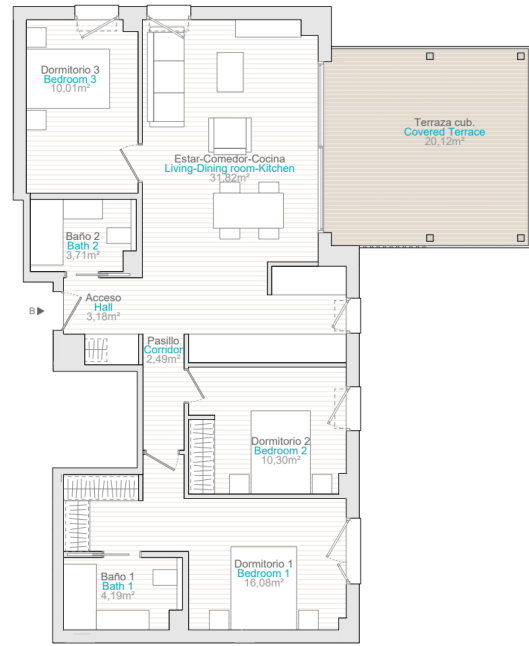 Dormitorio 3
Bedroom 3
10,01m²
Terraza cub.
Covered Terrace
20,12m²
Estar-Comedor-Cocina
Living-Dining room-Kitchen
31,82m²
Baño 2
Bath 2
3,71m²
Acceso
Hall
3,18m²
B
Pasillo
Corridor
2,49m²
Dormitorio 2
Bedroom 2
10,30m²
Dormitorio 1
Bedroom 1
16,08m²
Baño 1
Bath 1
4,19m²